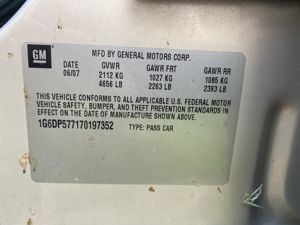 GM
MFD BY GENERAL MOTORS CORP.
DATE GVWR GAWR FRT GAWR RR
06/07 2112 KG 1027 KG 1085 KG
4656 LB 2263 LB 2393 LB
THIS VEHICLE CONFORMS TO ALL APPLICABLE U.S. FEDERAL MOTOR
VEHICLE SAFETY, BUMPER, AND THEFT PREVENTION STANDARDS IN
EFFECT ON THE DATE OF MANUFACTURE SHOWN ABOVE.
1G6DP577170197352 TYPE: PASS CAR